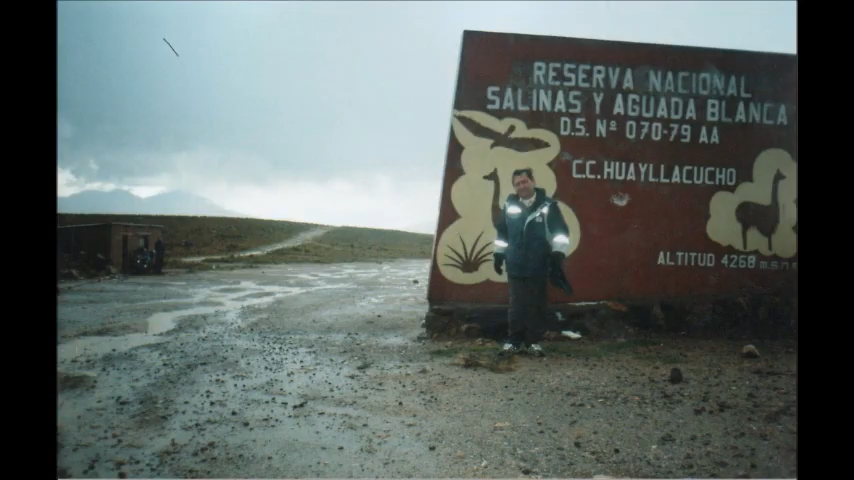 RESERVA NACIONAL
SALINAS Y AGUADA BLANCA
D.S. Nº 070-79 AA
C.C. HUAYLLACUCHO
ALTITUD 4268 m.s.n.m